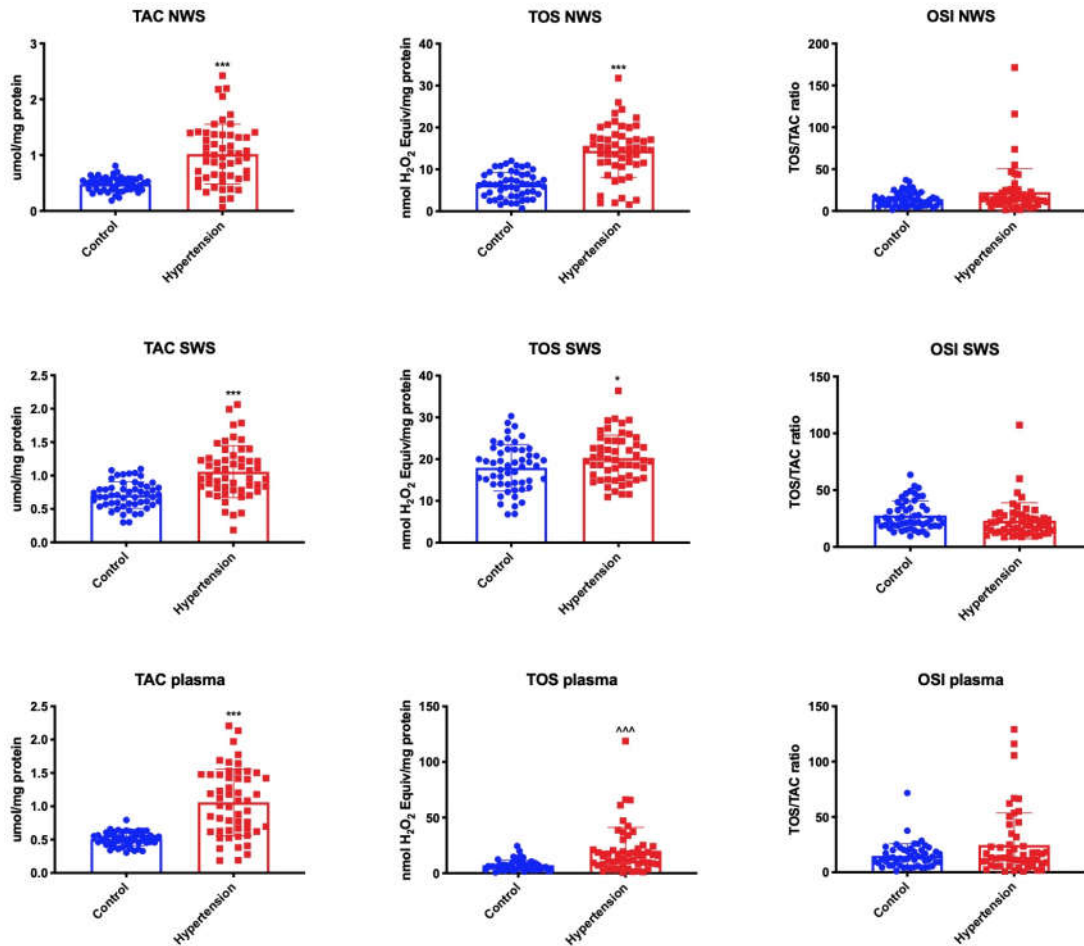 TAC NWS
umol/mg protein
3
2
1
0
***
Control
Hypertension
TOS NWS
nmol H₂O₂ Equiv/mg protein
40
30
20
10
0
***
Control
Hypertension
OSI NWS
TOS/TAC ratio
200
150
100
50
0
Control
Hypertension
TAC SWS
umol/mg protein
2.5
2.0
1.5
1.0
0.5
0.0
***
Control
Hypertension
TOS SWS
nmol H₂O₂ Equiv/mg protein
40
30
20
10
0
*
Control
Hypertension
OSI SWS
TOS/TAC ratio
150
100
50
0
Control
Hypertension
TAC plasma
umol/mg protein
2.5
2.0
1.5
1.0
0.5
0.0
***
Control
Hypertension
TOS plasma
nmol H₂O₂ Equiv/mg protein
150
100
50
0
^^^
Control
Hypertension
OSI plasma
TOS/TAC ratio
150
100
50
0
Control
Hypertension